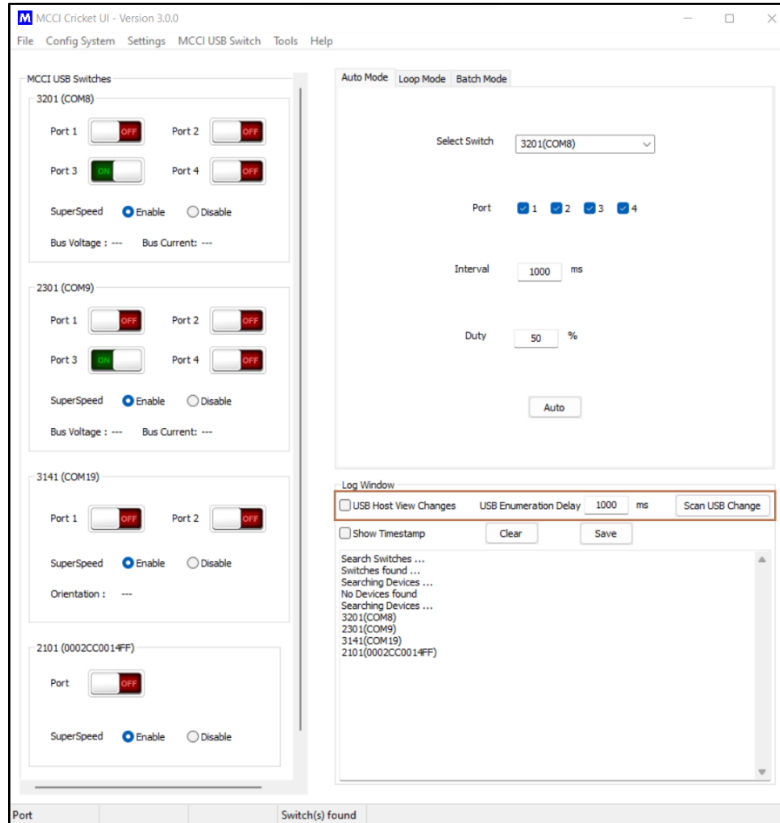 M MCCI Cricket UI - Version 3.0.0
File Config System Settings MCCI USB Switch Tools Help
MCCI USB Switches
3201 (COM8)
Port 1 OFF Port 2 OFF
Port 3 ON Port 4 OFF
SuperSpeed Enable Disable
Bus Voltage : --- Bus Current: ---
2301 (COM9)
Port 1 OFF Port 2 OFF
Port 3 ON Port 4 OFF
SuperSpeed Enable Disable
Bus Voltage : --- Bus Current: ---
3141 (COM19)
Port 1 OFF Port 2 OFF
SuperSpeed Enable Disable
Orientation : ---
2101 (0002CC0014FF)
Port OFF
SuperSpeed Enable Disable
Auto Mode Loop Mode Batch Mode
Select Switch 3201(COM8)
Port 1 2 3 4
Interval 1000 ms
Duty 50 %
Auto
Log Window
USB Host View Changes USB Enumeration Delay 1000 ms Scan USB Change
Show Timestamp Clear Save
Search Switches ...
Switches found ...
Searching Devices ...
No Devices found
Searching Devices ...
3201(COM8)
2301(COM9)
3141(COM19)
2101(0002CC0014FF)
Port Switch(s) found